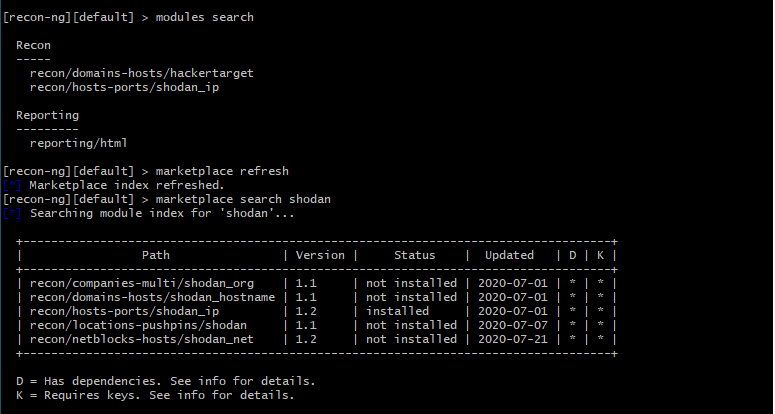 [recon-ng][default] > modules search
Recon
-----
recon/domains-hosts/hackertarget
recon/hosts-ports/shodan_ip
Reporting
---------
reporting/html
[recon-ng][default] > marketplace refresh
[*] Marketplace index refreshed.
[recon-ng][default] > marketplace search shodan
[*] Searching module index for 'shodan'...
+---------------------------------------------------------------------------------------+
| Path | Version | Status | Updated | D | K |
+---------------------------------------------------------------------------------------+
| recon/companies-multi/shodan_org | 1.1 | not installed | 2020-07-01 | * | * |
| recon/domains-hosts/shodan_hostname | 1.1 | not installed | 2020-07-01 | * | * |
| recon/hosts-ports/shodan_ip | 1.2 | installed | 2020-07-01 | * | * |
| recon/locations-pushpins/shodan | 1.1 | not installed | 2020-07-07 | * | * |
| recon/netblocks-hosts/shodan_net | 1.2 | not installed | 2020-07-21 | * | * |
+---------------------------------------------------------------------------------------+
D = Has dependencies. See info for details.
K = Requires keys. See info for details.